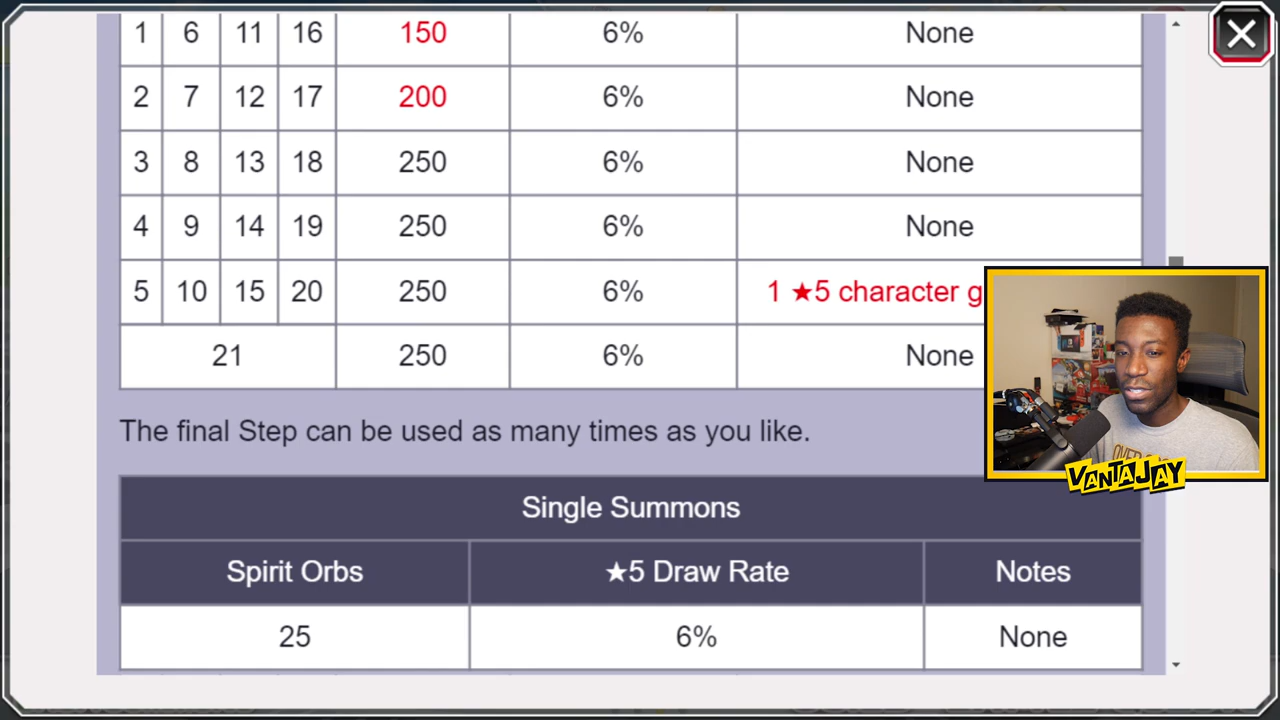 1 6 11 16 150 6% None
2 7 12 17 200 6% None
3 8 13 18 250 6% None
4 9 14 19 250 6% None
5 10 15 20 250 6% 1 ★5 character
21 250 6% None
The final Step can be used as many times as you like.
Single Summons
Spirit Orbs ★5 Draw Rate Notes
25 6% None
VANTAJAY